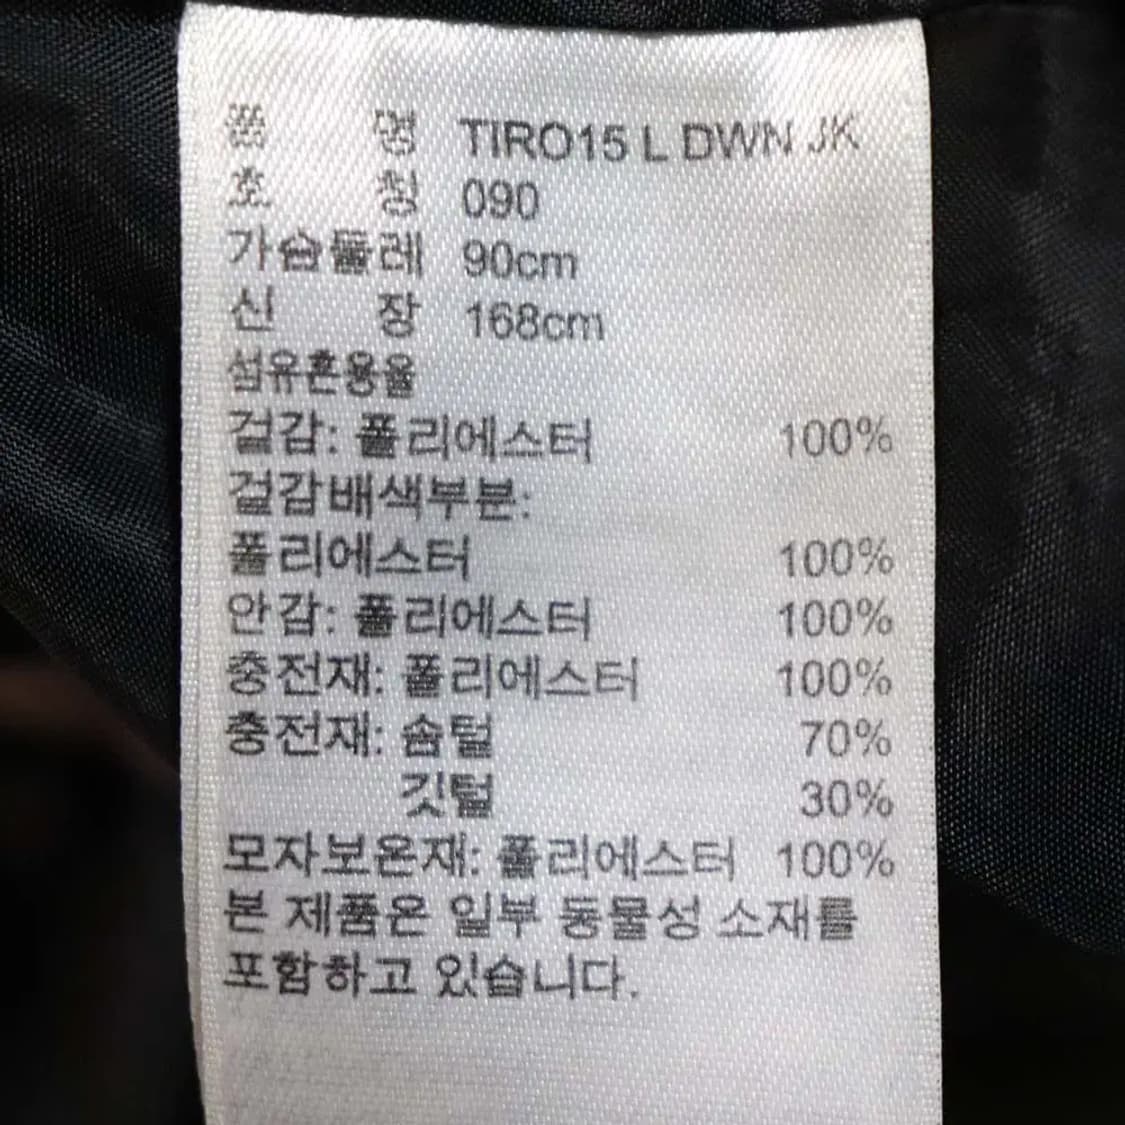 품 명 TIRO15 L DWN JK
호 칭 090
가슴둘레 90cm
신 장 168cm
섬유혼용율
겉감: 폴리에스터 100%
겉감배색부분:
폴리에스터 100%
안감: 폴리에스터 100%
충전재: 폴리에스터 100%
충전재: 솜털 70%
깃털 30%
모자보온재: 폴리에스터 100%
본 제품은 일부 동물성 소재를
포함하고 있습니다.